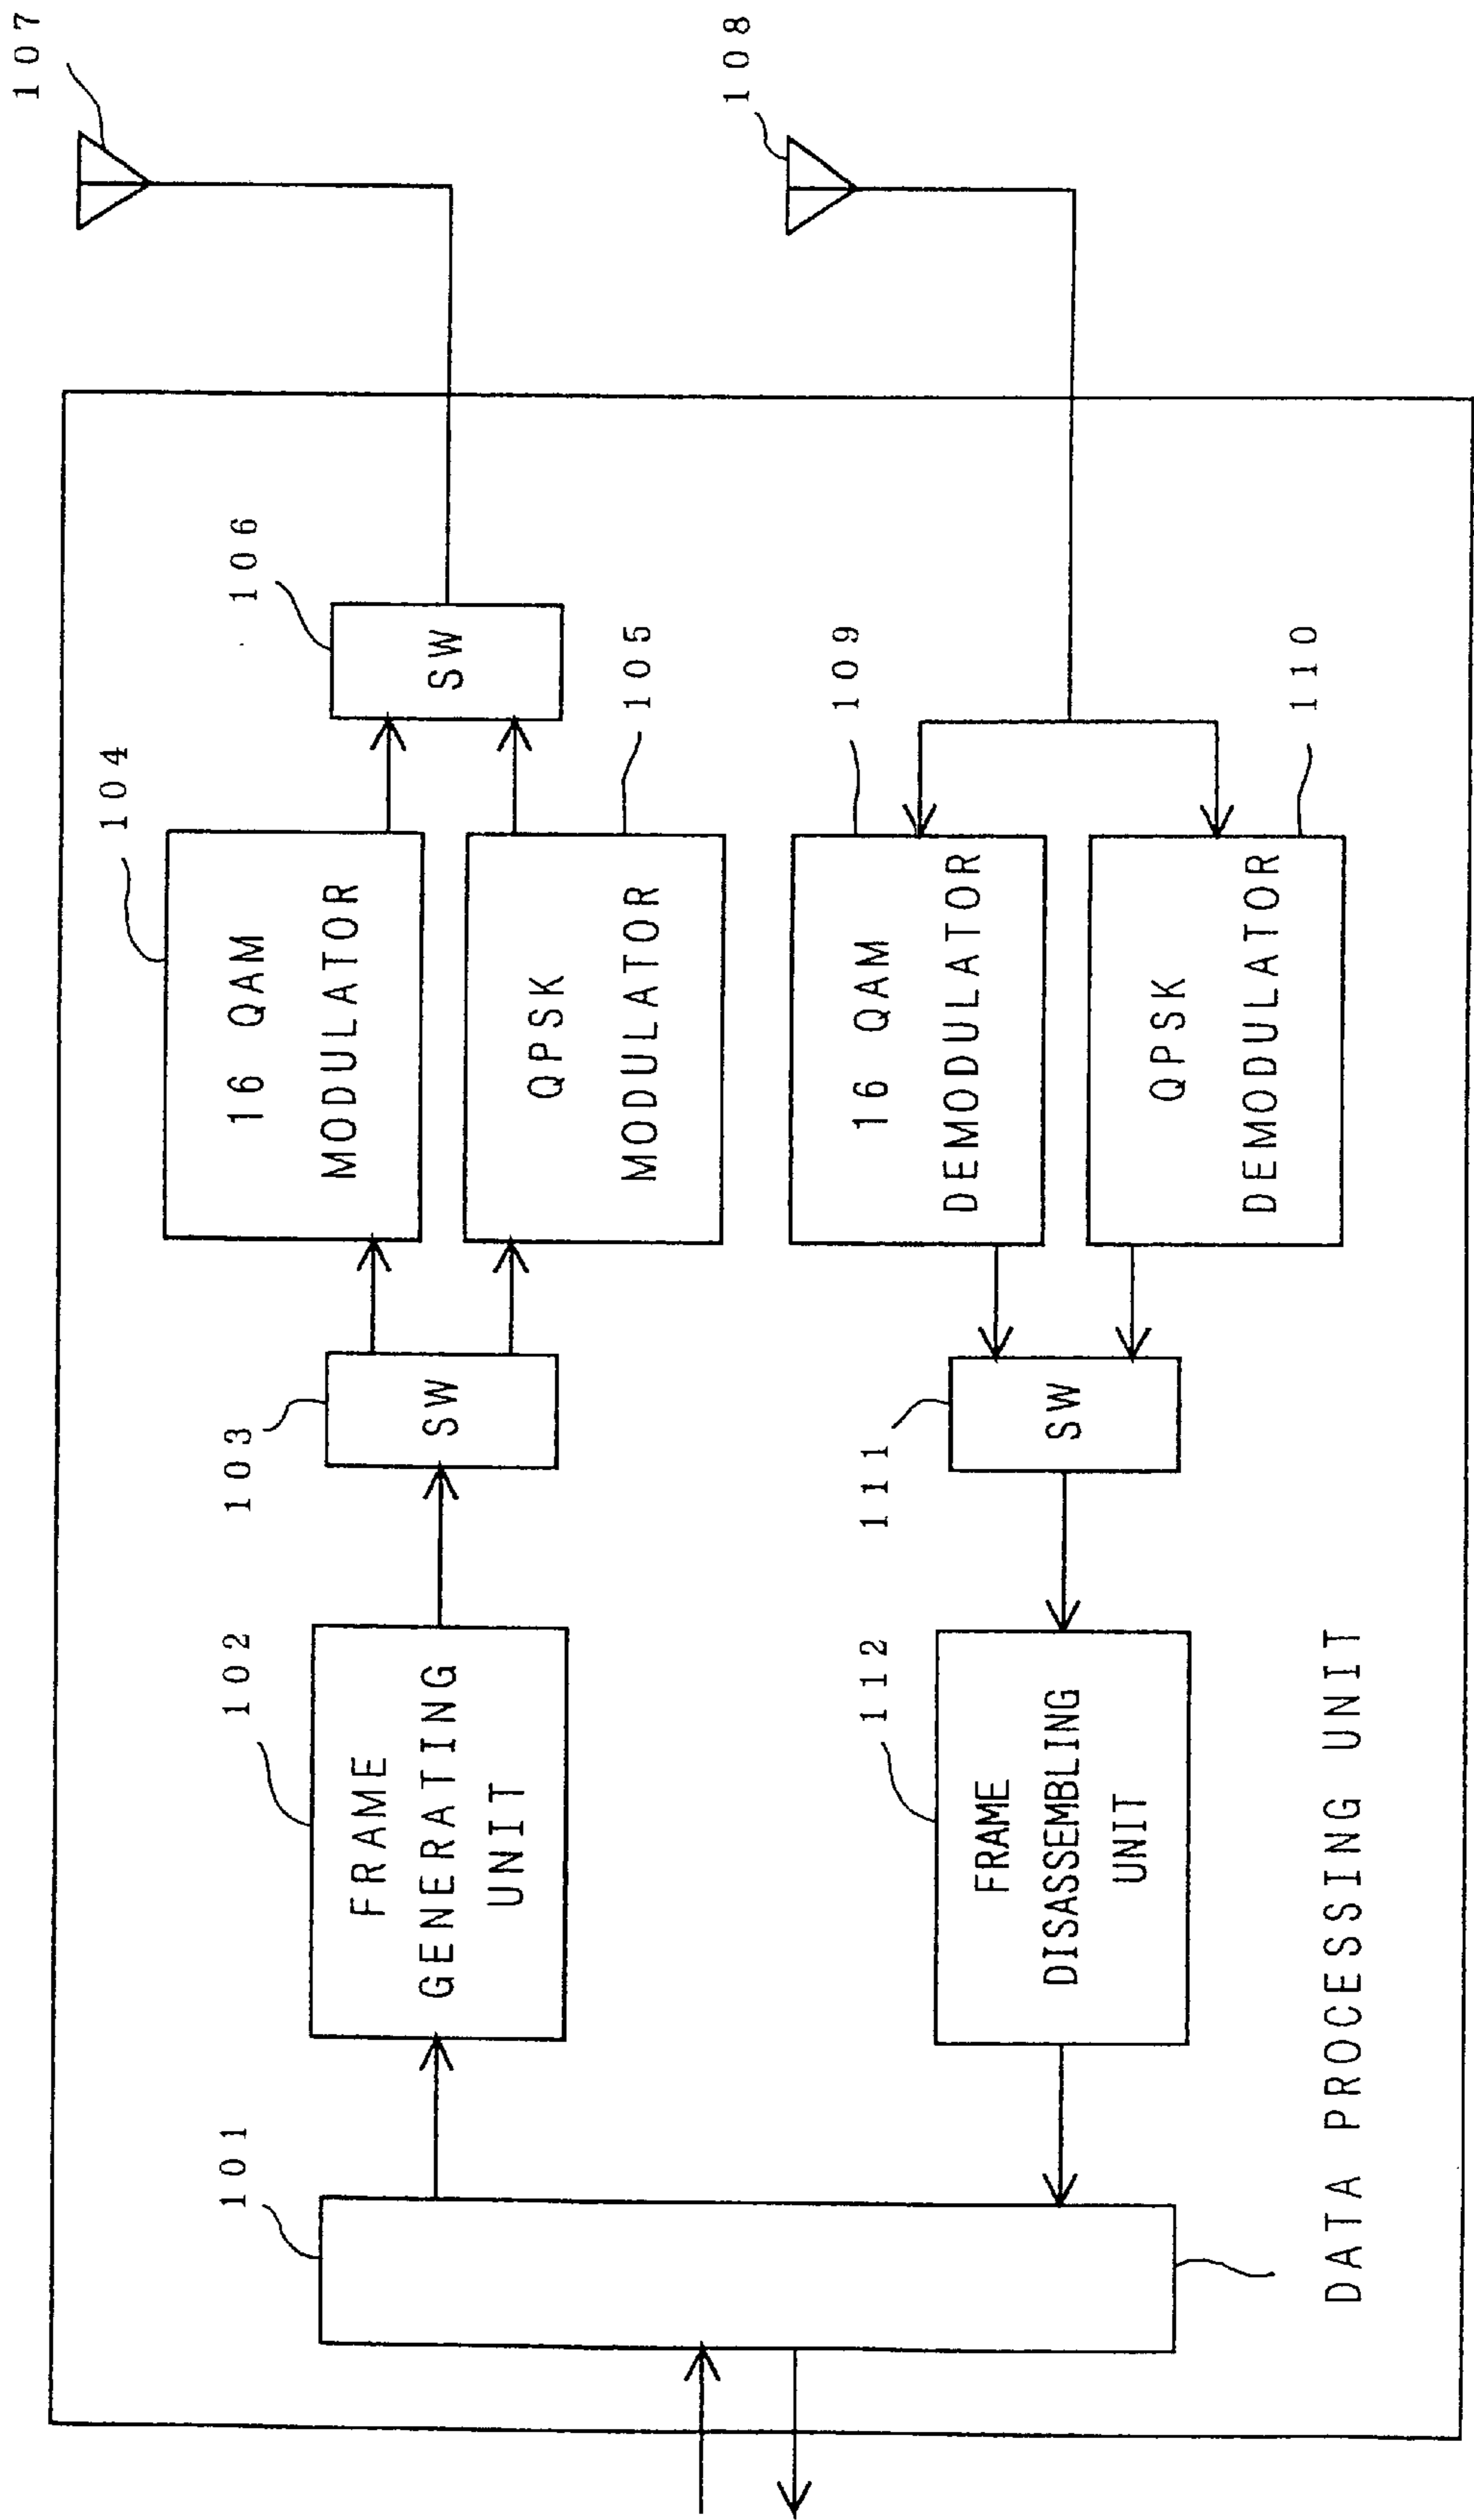 107
108
106
104
16 QAM
MODULATOR
SW
105
QPSK
MODULATOR
109
16 QAM
DEMODULATOR
110
QPSK
DEMODULATOR
103
SW
111
SW
102
FRAME
GENERATING
UNIT
112
FRAME
DISASSEMBLING
UNIT
101
DATA PROCESSING UNIT